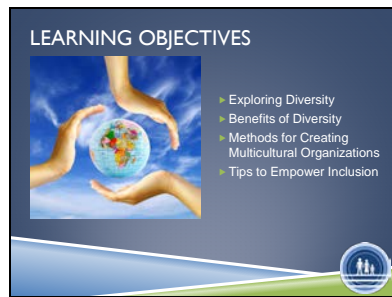 LEARNING OBJECTIVES
Exploring Diversity
Benefits of Diversity
Methods for Creating
Multicultural Organizations
Tips to Empower Inclusion